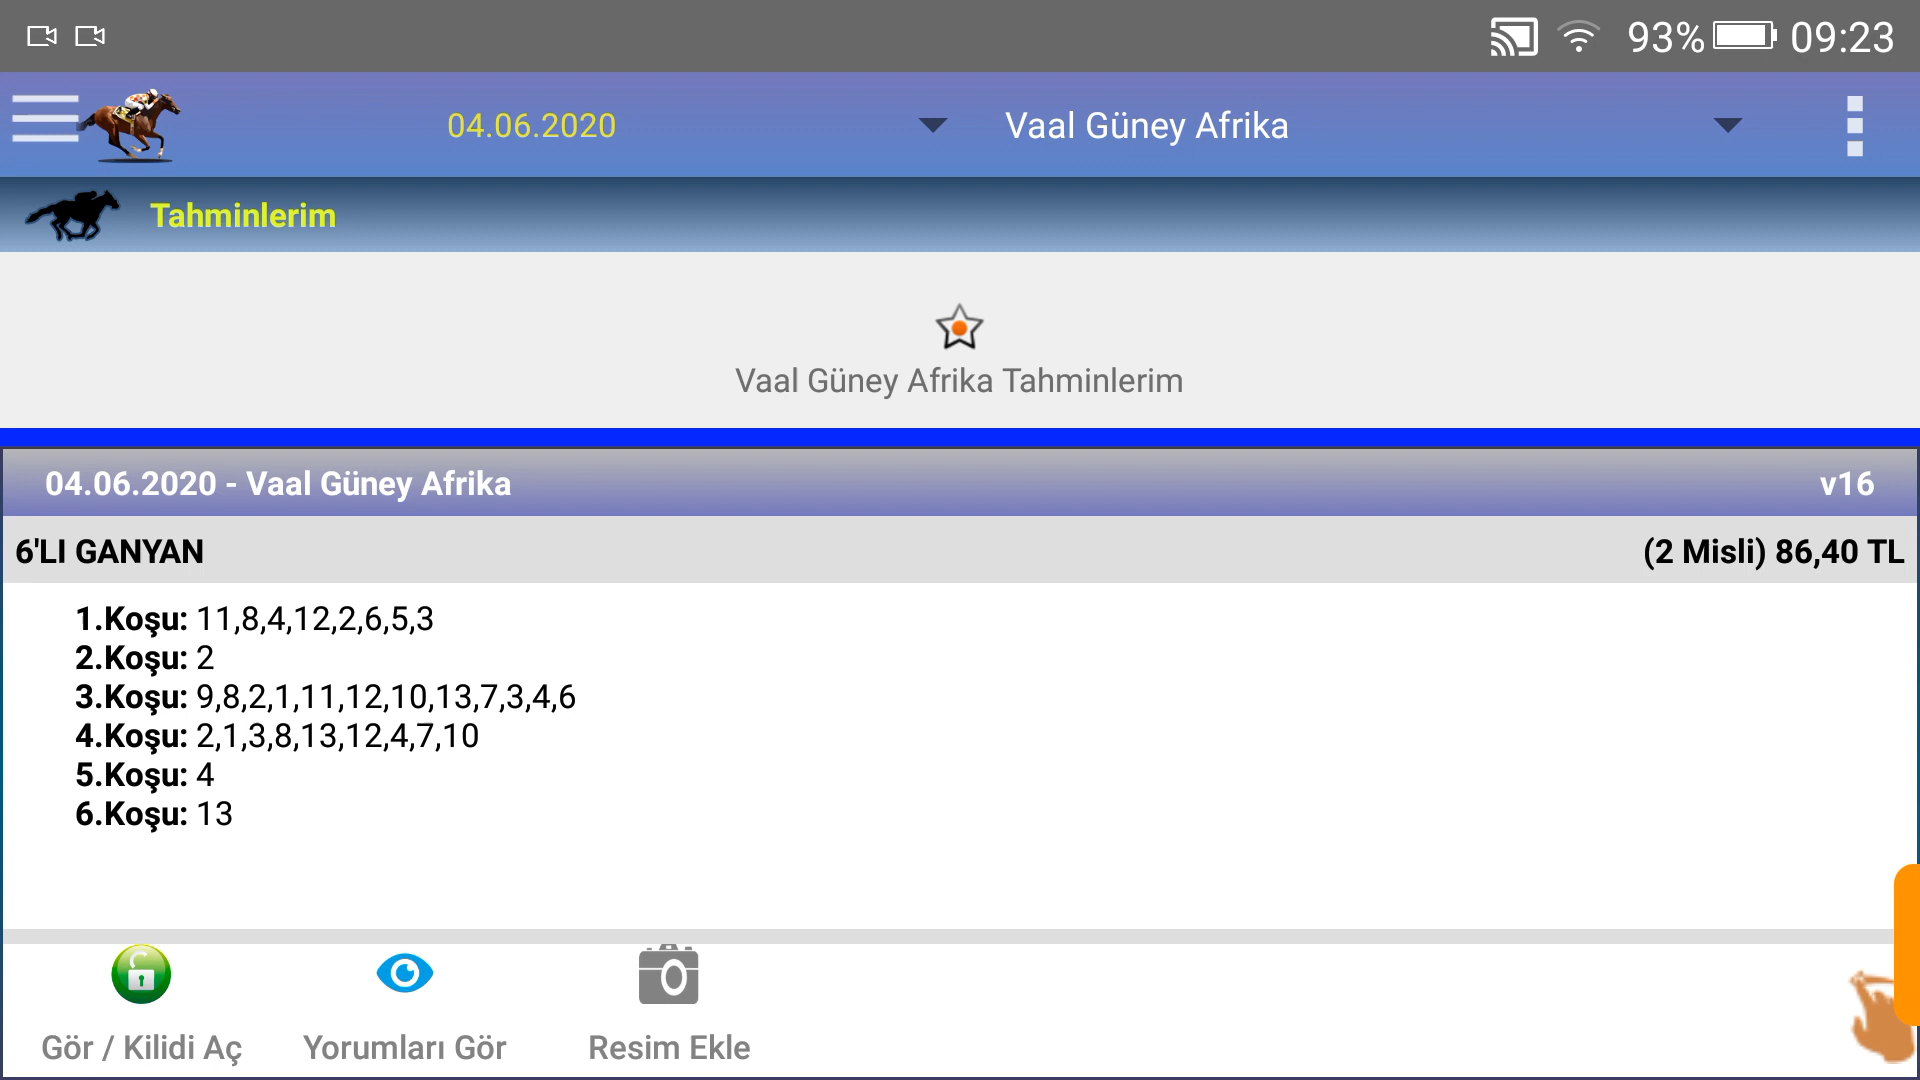 93% 09:23
04.06.2020 Vaal Güney Afrika
Tahminlerim
Vaal Güney Afrika Tahminlerim
04.06.2020 - Vaal Güney Afrika v16
6'LI GANYAN (2 Misli) 86,40 TL
1.Koşu: 11,8,4,12,2,6,5,3
2.Koşu: 2
3.Koşu: 9,8,2,1,11,12,10,13,7,3,4,6
4.Koşu: 2,1,3,8,13,12,4,7,10
5.Koşu: 4
6.Koşu: 13
Gör / Kilidi Aç Yorumları Gör Resim Ekle